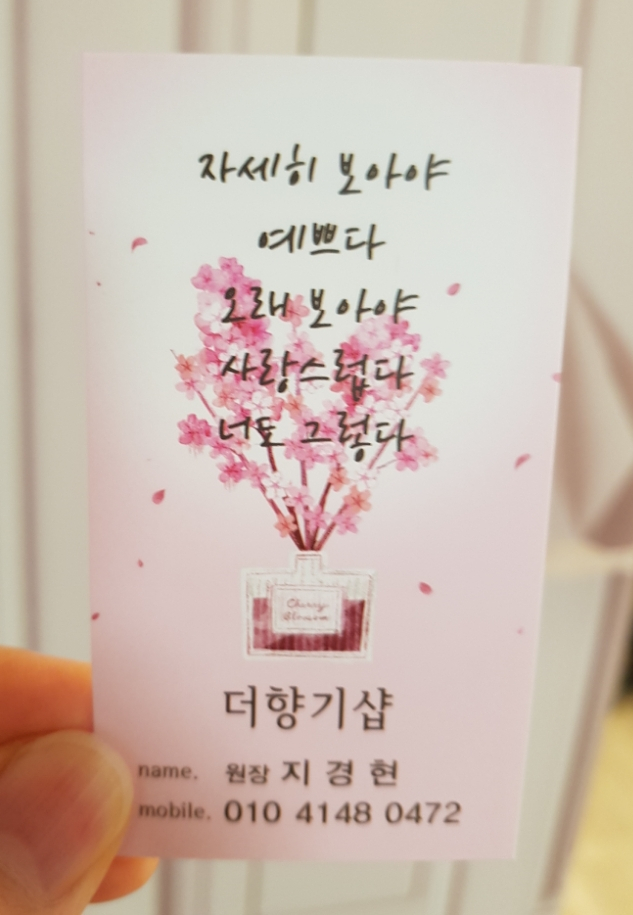 자세히 보아야
예쁘다
오래 보아야
사랑스럽다
너도 그렇다
Cherry
Blossom
더향기샵
name. 원장 지경현
mobile. 010 4148 0472